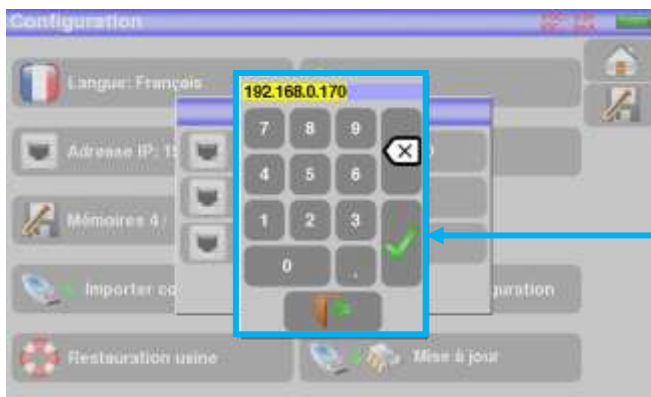 Configuration
Langue: Français
192.168.0.170
7 8 9
Adresse IP: 1
4 5 6
Mémoires 4
1 2 3
0 .
Importer co
guration
Restauration usine
Mise à jour